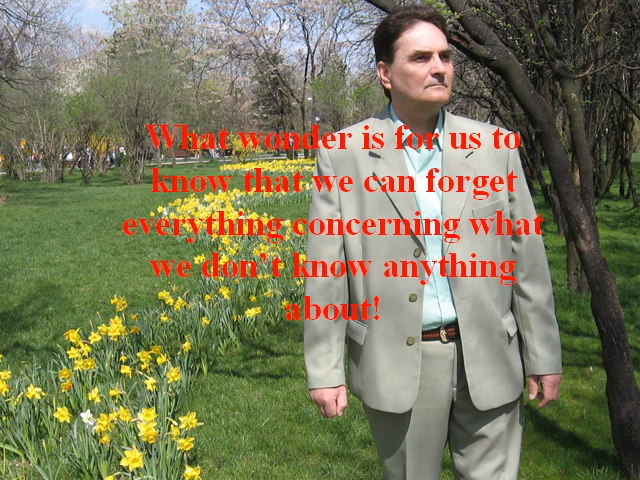 What wonder is for us to
know that we can forget
everything concerning what
we don't know anything
about!